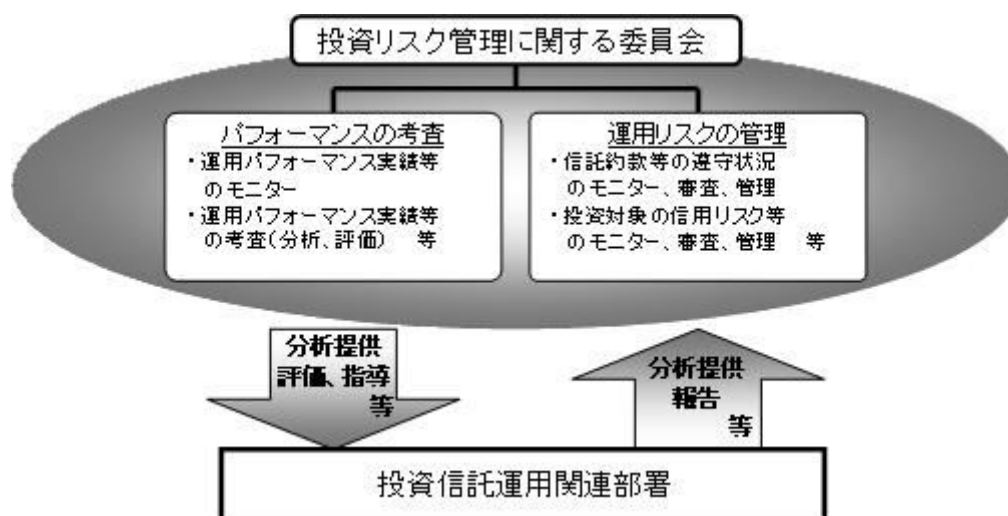 投資リスク管理に関する委員会
パフォーマンスの考査
・運用パフォーマンス実績等
のモニター
・運用パフォーマンス実績等
の考査(分析、評価) 等
運用リスクの管理
・信託約款等の遵守状況
のモニター、審査、管理
・投資対象の信用リスク等
のモニター、審査、管理 等
分析提供
評価、指導
等
分析提供
報告
等
投資信託運用関連部署